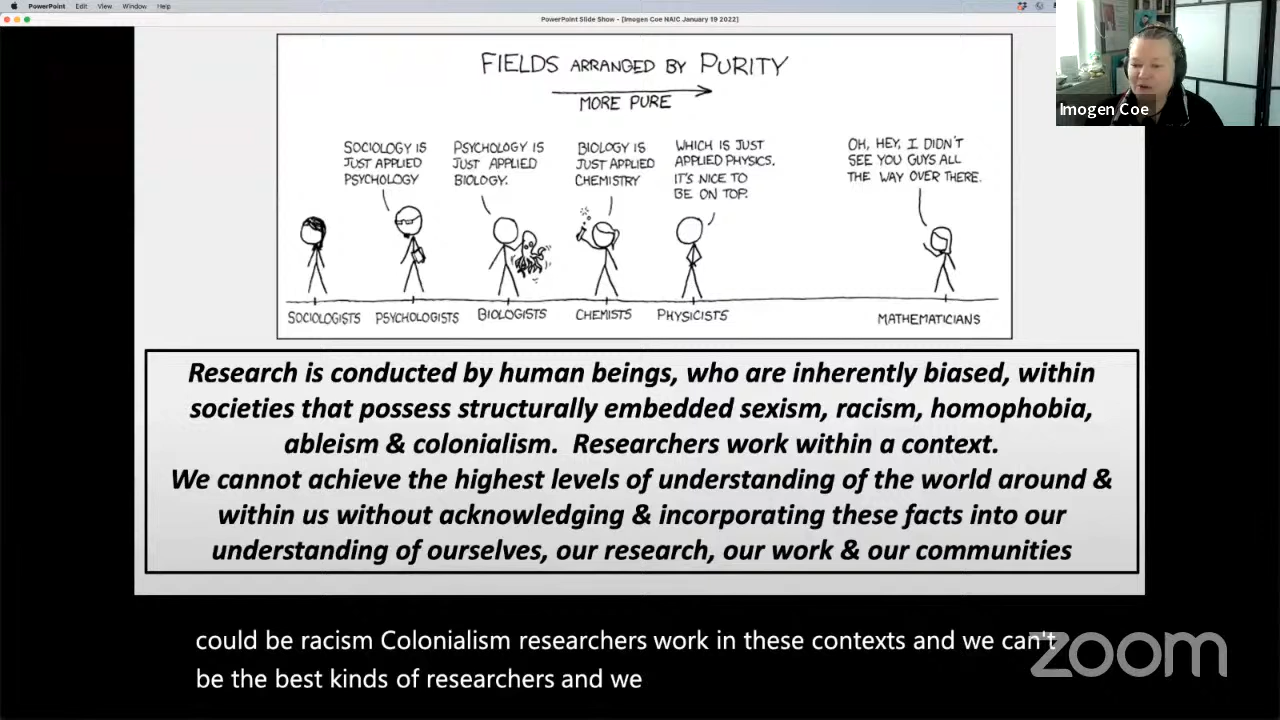 PowerPoint Edit View Window Help
PowerPoint Slide Show - [Imogen Coe NAIC January 19 2022]
Imogen Coe
FIELDS ARRANGED BY PURITY
MORE PURE
SOCIOLOGY IS
JUST APPLIED
PSYCHOLOGY
PSYCHOLOGY IS
JUST APPLIED
BIOLOGY.
BIOLOGY IS
JUST APPLIED
CHEMISTRY
WHICH IS JUST
APPLIED PHYSICS.
IT'S NICE TO
BE ON TOP.
OH, HEY, I DIDN'T
SEE YOU GUYS ALL
THE WAY OVER THERE.
SOCIOLOGISTS PSYCHOLOGISTS BIOLOGISTS CHEMISTS PHYSICISTS MATHEMATICIANS
Research is conducted by human beings, who are inherently biased, within
societies that possess structurally embedded sexism, racism, homophobia,
ableism & colonialism. Researchers work within a context.
We cannot achieve the highest levels of understanding of the world around &
within us without acknowledging & incorporating these facts into our
understanding of ourselves, our research, our work & our communities
could be racism Colonialism researchers work in these contexts and we can't
be the best kinds of researchers and we
zoom